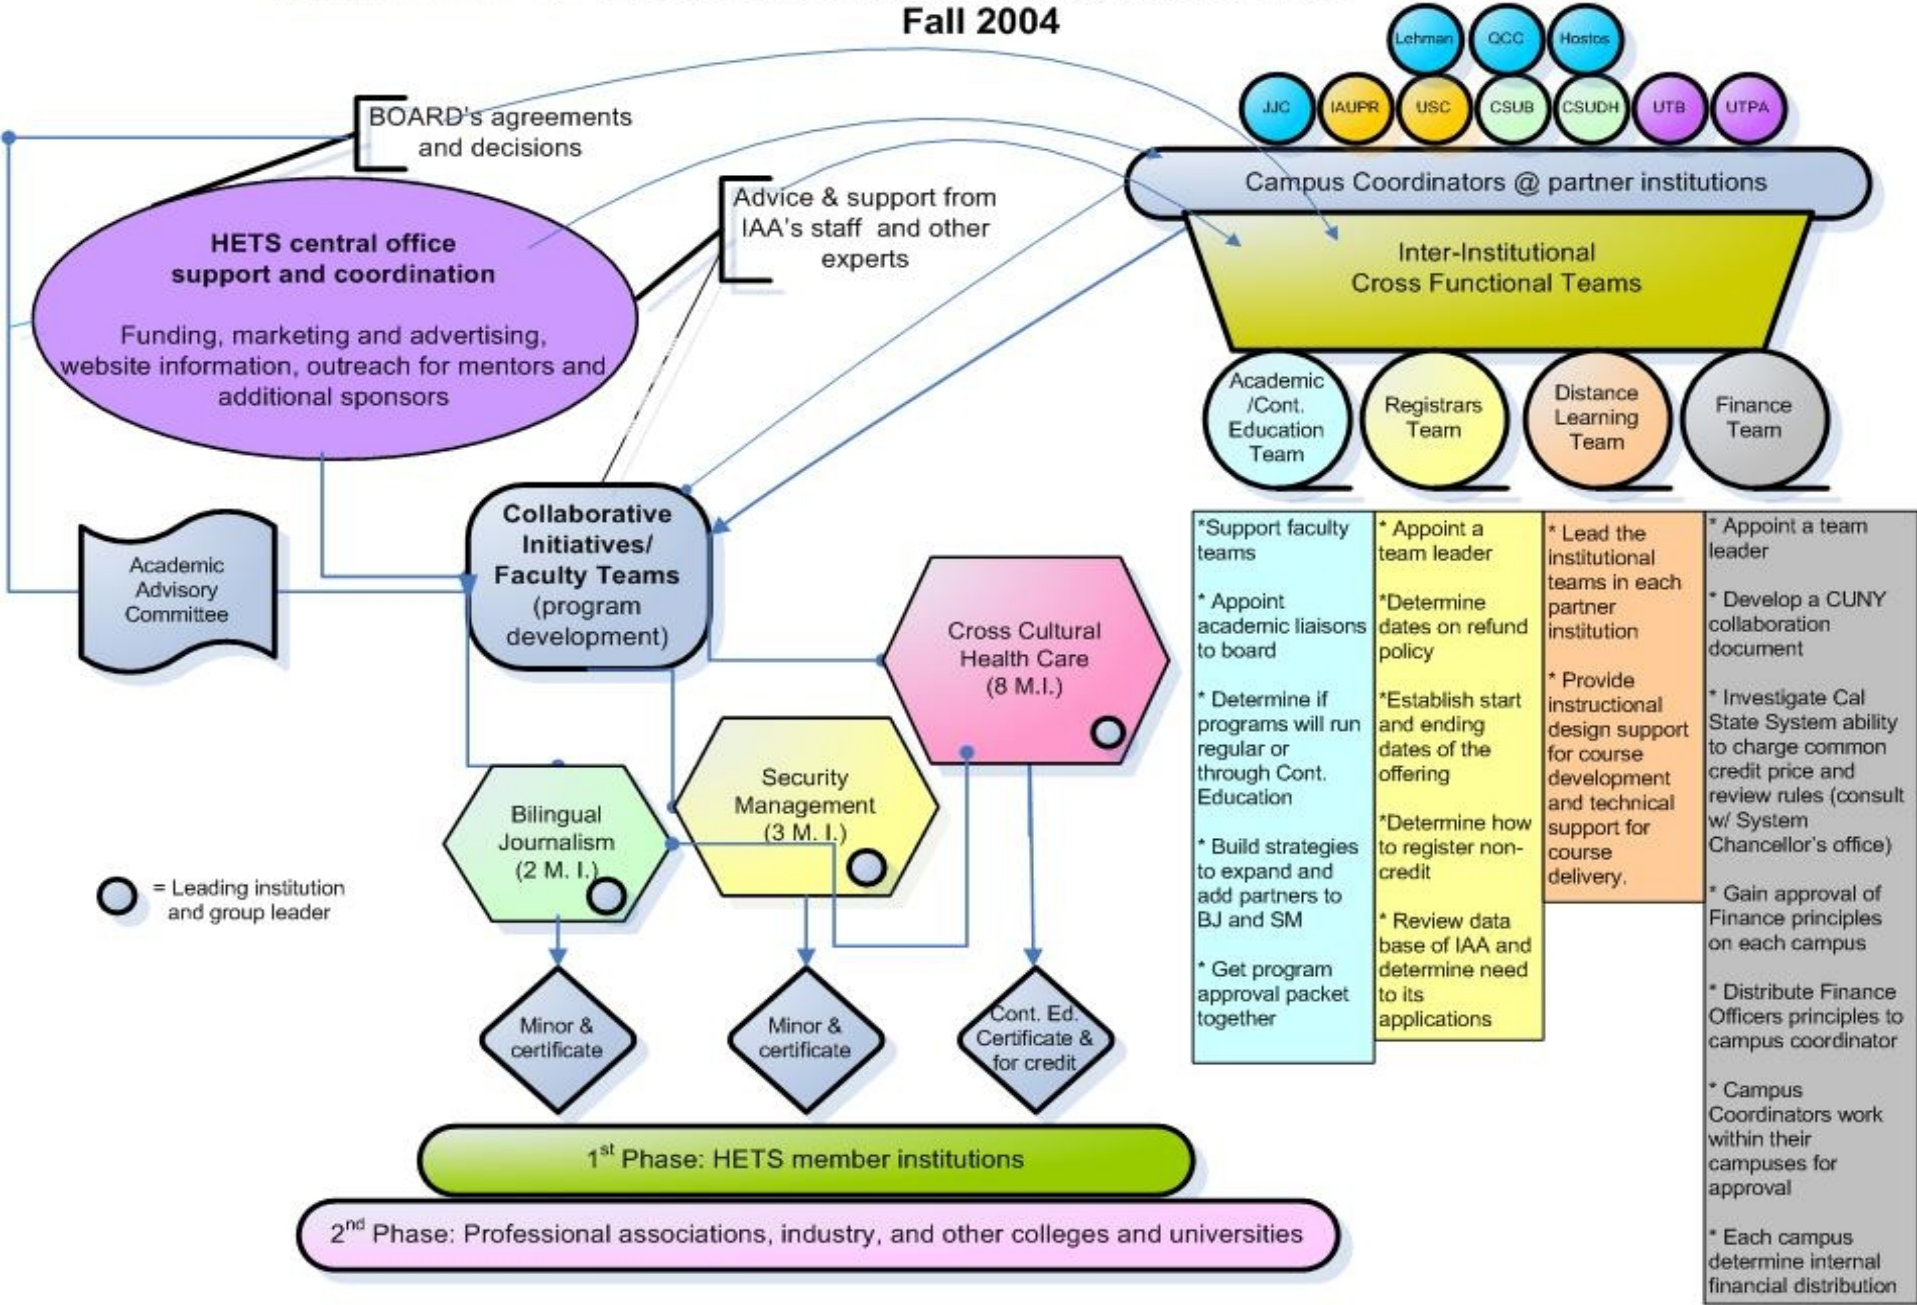 Fall 2004
Lehman
QCC
Hostos
JJC
IAUPR
USC
CSUB
CSUDH
UTB
UTPA
BOARD's agreements
and decisions
Advice & support from
IAA's staff and other
experts
Campus Coordinators @ partner institutions
Inter-Institutional
Cross Functional Teams
HETS central office
support and coordination
Funding, marketing and advertising,
website information, outreach for mentors and
additional sponsors
Academic
/Cont.
Education
Team
Registrars
Team
Distance
Learning
Team
Finance
Team
Academic
Advisory
Committee
Collaborative
Initiatives/
Faculty Teams
(program
development)
Cross Cultural
Health Care
(8 M.I.)
Security
Management
(3 M. I.)
Bilingual
Journalism
(2 M. I.)
= Leading institution
and group leader
Minor &
certificate
Minor &
certificate
Cont. Ed.
Certificate &
for credit
1st Phase: HETS member institutions
2nd Phase: Professional associations, industry, and other colleges and universities
*Support faculty
teams
* Appoint
academic liaisons
to board
* Determine if
programs will run
regular or
through Cont.
Education
* Build strategies
to expand and
add partners to
BJ and SM
* Get program
approval packet
together
* Appoint a
team leader
*Determine
dates on refund
policy
*Establish start
and ending
dates of the
offering
*Determine how
to register non-
credit
* Review data
base of IAA and
determine need
to its
applications
* Lead the
institutional
teams in each
partner
institution
* Provide
instructional
design support
for course
development
and technical
support for
course
delivery.
* Appoint a team
leader
* Develop a CUNY
collaboration
document
* Investigate Cal
State System ability
to charge common
credit price and
review rules (consult
w/ System
Chancellor's office)
* Gain approval of
Finance principles
on each campus
* Distribute Finance
Officers principles to
campus coordinator
* Campus
Coordinators work
within their
campuses for
approval
* Each campus
determine internal
financial distribution